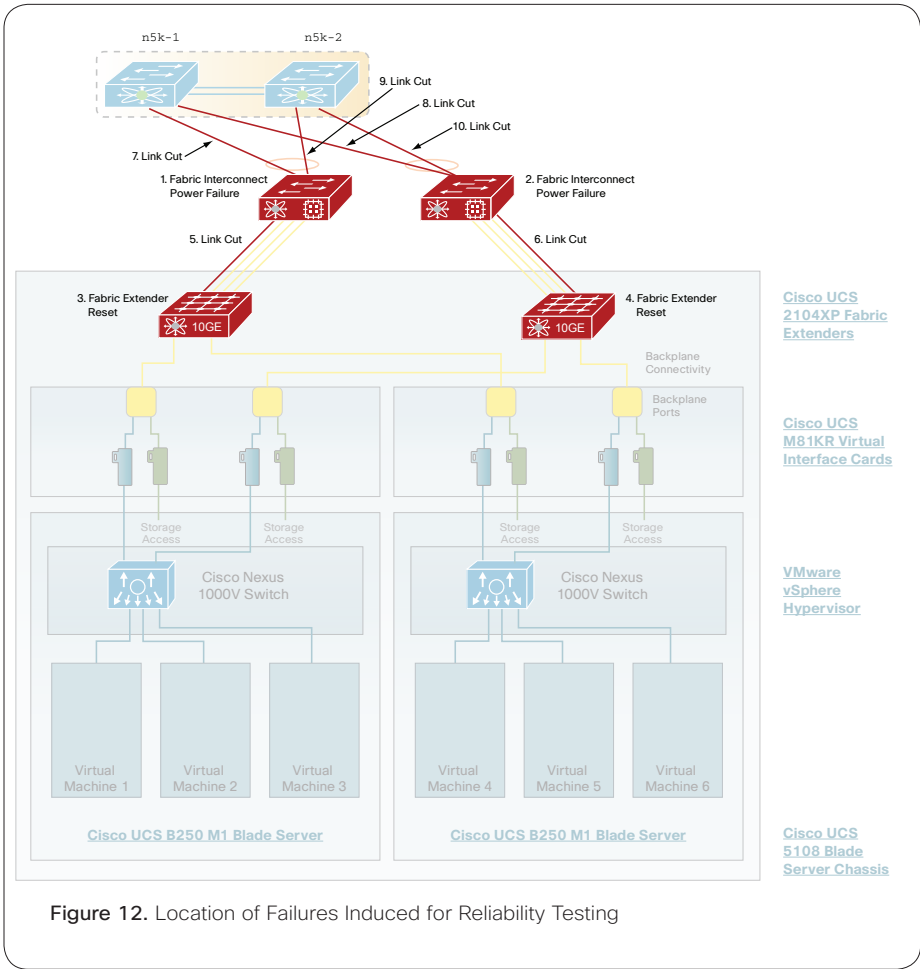 n5k-1
n5k-2
9. Link Cut
8. Link Cut
10. Link Cut
7. Link Cut
1. Fabric Interconnect
Power Failure
2. Fabric Interconnect
Power Failure
5. Link Cut
6. Link Cut
3. Fabric Extender
Reset
10GE
4. Fabric Extender
Reset
10GE
Cisco UCS
2104XP Fabric
Extenders
Backplane
Connectivity
Backplane
Ports
Cisco UCS
M81KR Virtual
Interface Cards
Storage
Access
Storage
Access
Storage
Access
Storage
Access
Cisco Nexus
1000V Switch
Cisco Nexus
1000V Switch
VMware
vSphere
Hypervisor
Virtual
Machine 1
Virtual
Machine 2
Virtual
Machine 3
Virtual
Machine 4
Virtual
Machine 5
Virtual
Machine 6
Cisco UCS B250 M1 Blade Server
Cisco UCS B250 M1 Blade Server
Cisco UCS
5108 Blade
Server Chassis
Figure 12. Location of Failures Induced for Reliability Testing